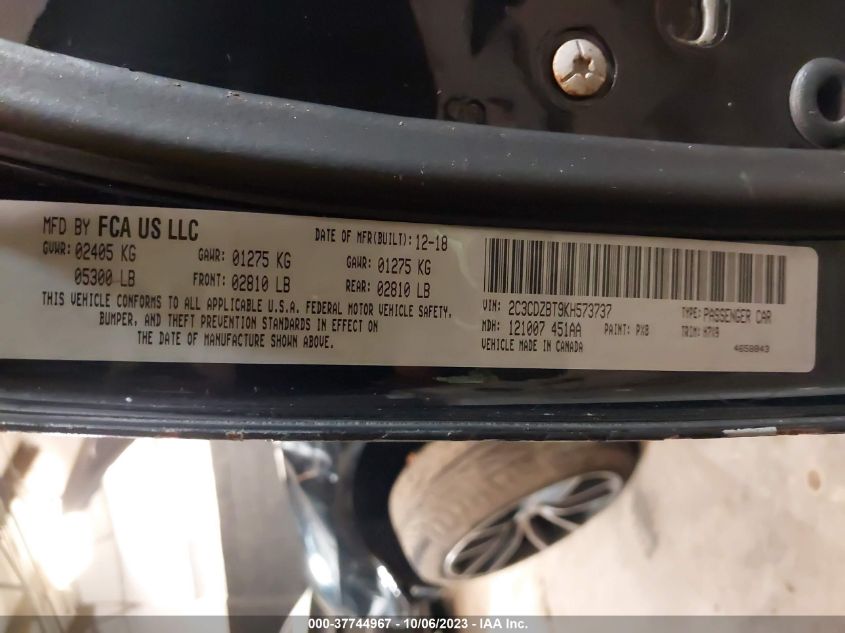 MFD BY FCA US LLC
DATE OF MFR(BUILT): 12-18
GVWR: 02405 KG
GAWR: 01275 KG
GAWR: 01275 KG
05300 LB
FRONT: 02810 LB
REAR: 02810 LB
THIS VEHICLE CONFORMS TO ALL APPLICABLE U.S.A. FEDERAL MOTOR VEHICLE SAFETY,
BUMPER, AND THEFT PREVENTION STANDARDS IN EFFECT ON
THE DATE OF MANUFACTURE SHOWN ABOVE.
VIN: 2C3CDZBT9KH573737
TYPE: PASSENGER CAR
MDH: 121007 451AA
PAINT: PX8
TRIM: H7X9
VEHICLE MADE IN CANADA
4658843
000-37744967 - 10/06/2023 - © IAA Inc.